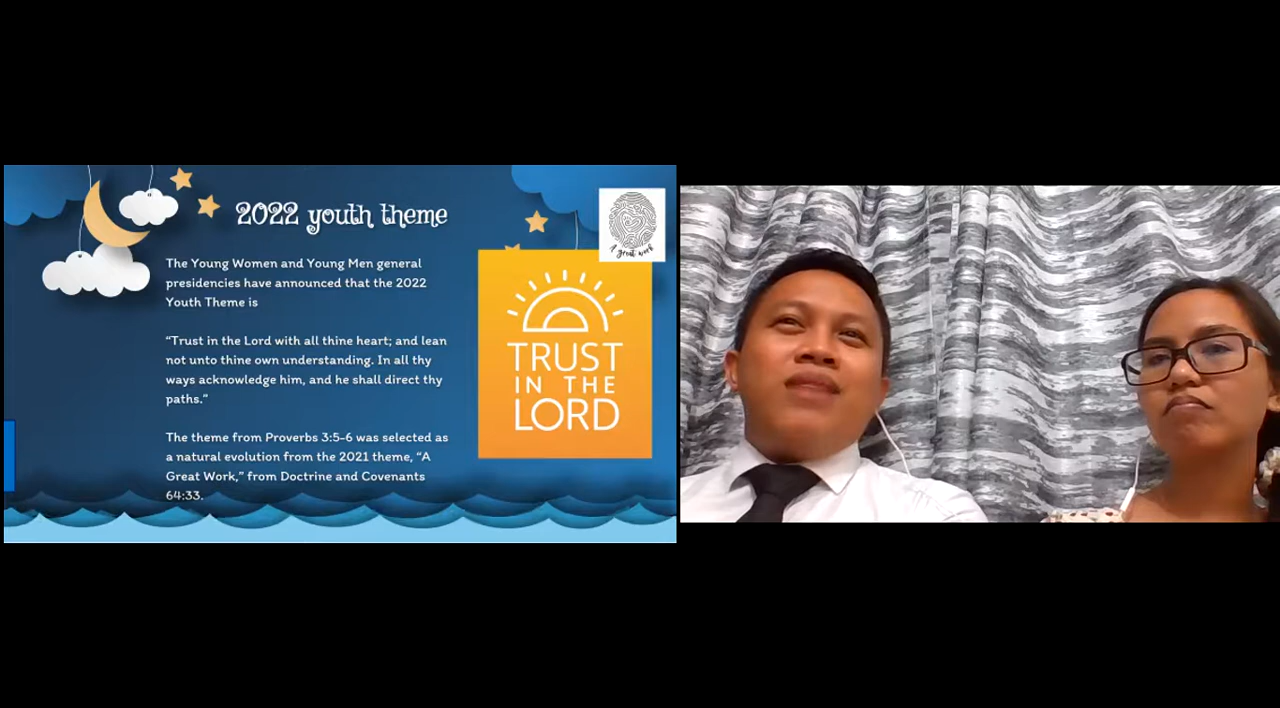 2022 youth theme
The Young Women and Young Men general
presidencies have announced that the 2022
Youth Theme is
"Trust in the Lord with all thine heart; and lean
not unto thine own understanding. In all thy
ways acknowledge him, and he shall direct thy
paths."
The theme from Proverbs 3:5-6 was selected as
a natural evolution from the 2021 theme, "A
Great Work," from Doctrine and Covenants
64:33.
A great work
TRUST
IN THE
LORD